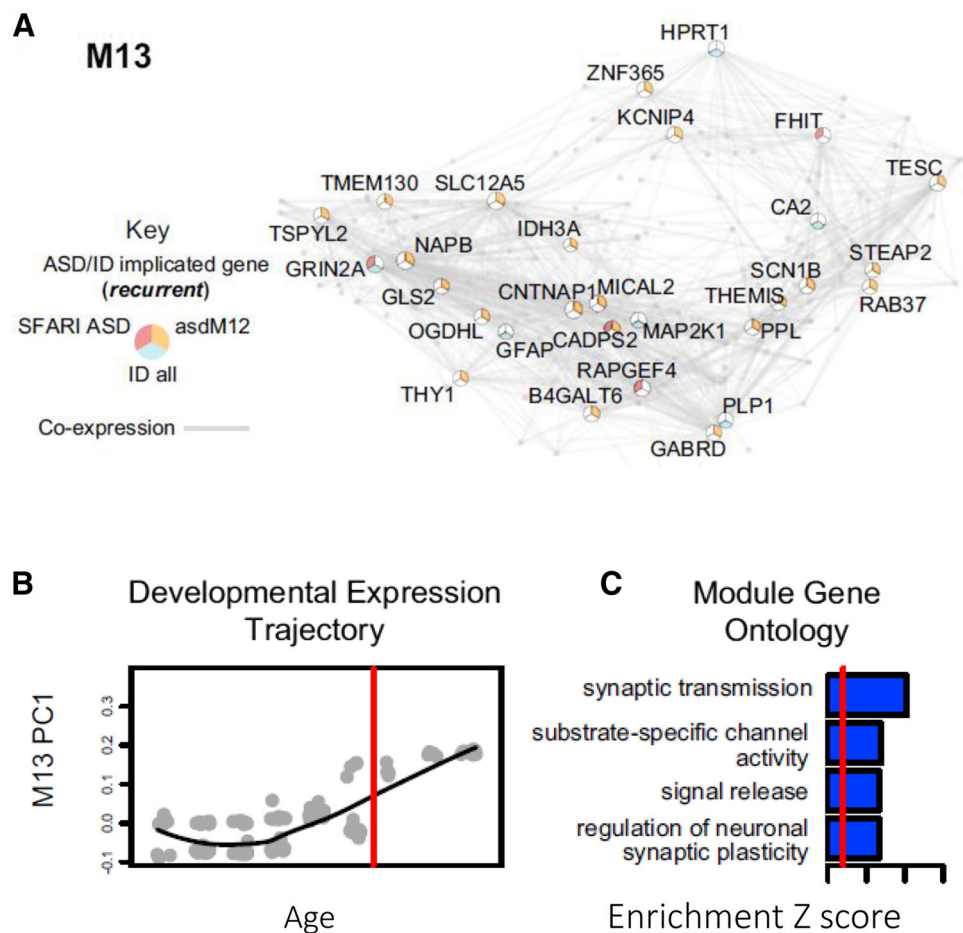 A
M13
HPRT1
ZNF365
KCNIP4
FHIT
TESC
TMEM130
SLC12A5
CA2
TSPYL2
IDH3A
Key
NAPB
STEAP2
ASD/ID implicated gene
(recurrent)
GRIN2A
SCN1B
GLS2
CNTNAP1
MICAL2
THEMIS
RAB37
SFARI ASD
asdM12
OGDHL
CADPS2
MAP2K1
PPL
GFAP
ID all
RAPGEF4
THY1
B4GALT6
PLP1
Co-expression
GABRD
B
Developmental Expression
Trajectory
M13 PC1
0.3
0.2
0.1
0.0
-0.1
Age
C
Module Gene
Ontology
synaptic transmission
substrate-specific channel
activity
signal release
regulation of neuronal
synaptic plasticity
Enrichment Z score